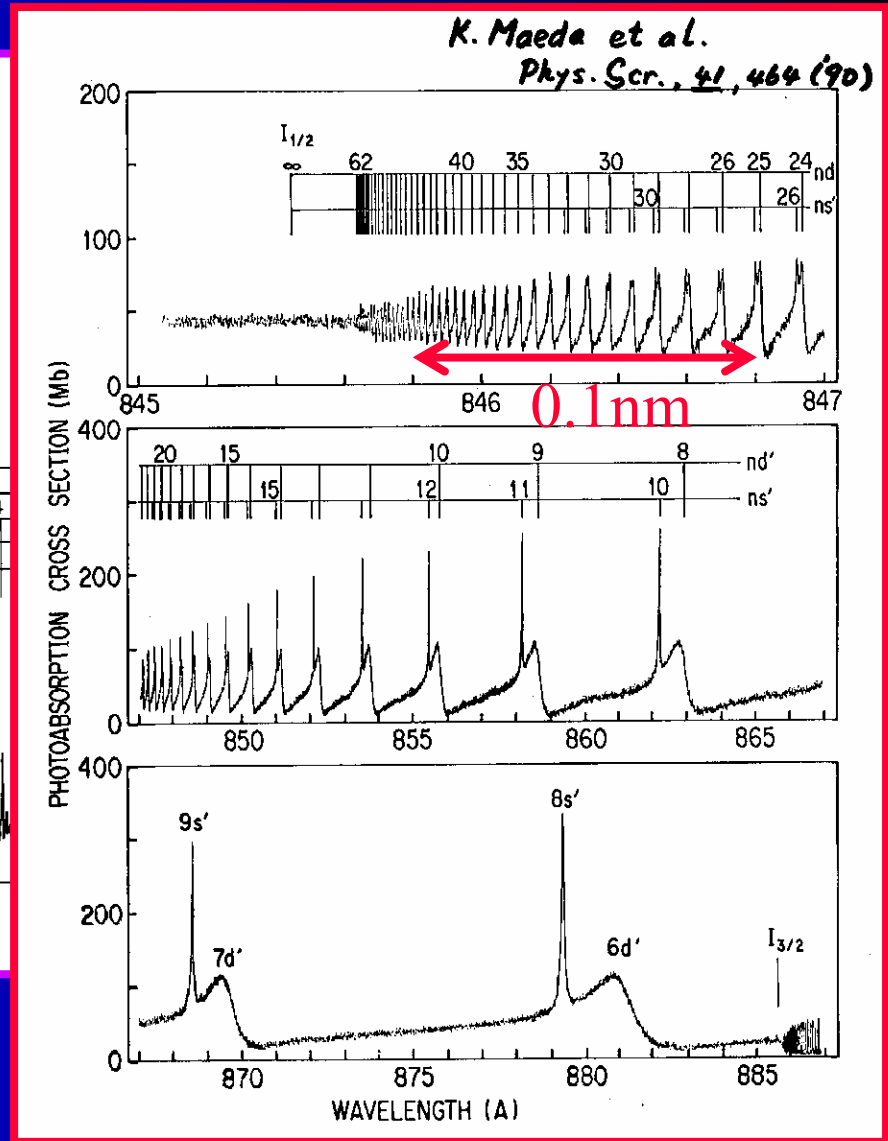 K. Maeda et al.
Phys. Scr., 41, 464 ('90)
200
I1/2
∞ 62 40 35 30 26 25 24 nd
30 26 ns'
100
0
845 846 847
0.1nm
PHOTOABSORPTION CROSS SECTION (Mb)
400
20 15 10 9 8 nd'
15 12 11 10 ns'
200
0
850 855 860 865
400
9s' 8s'
7d' 6d' I3/2
200
0
870 875 880 885
WAVELENGTH (A)